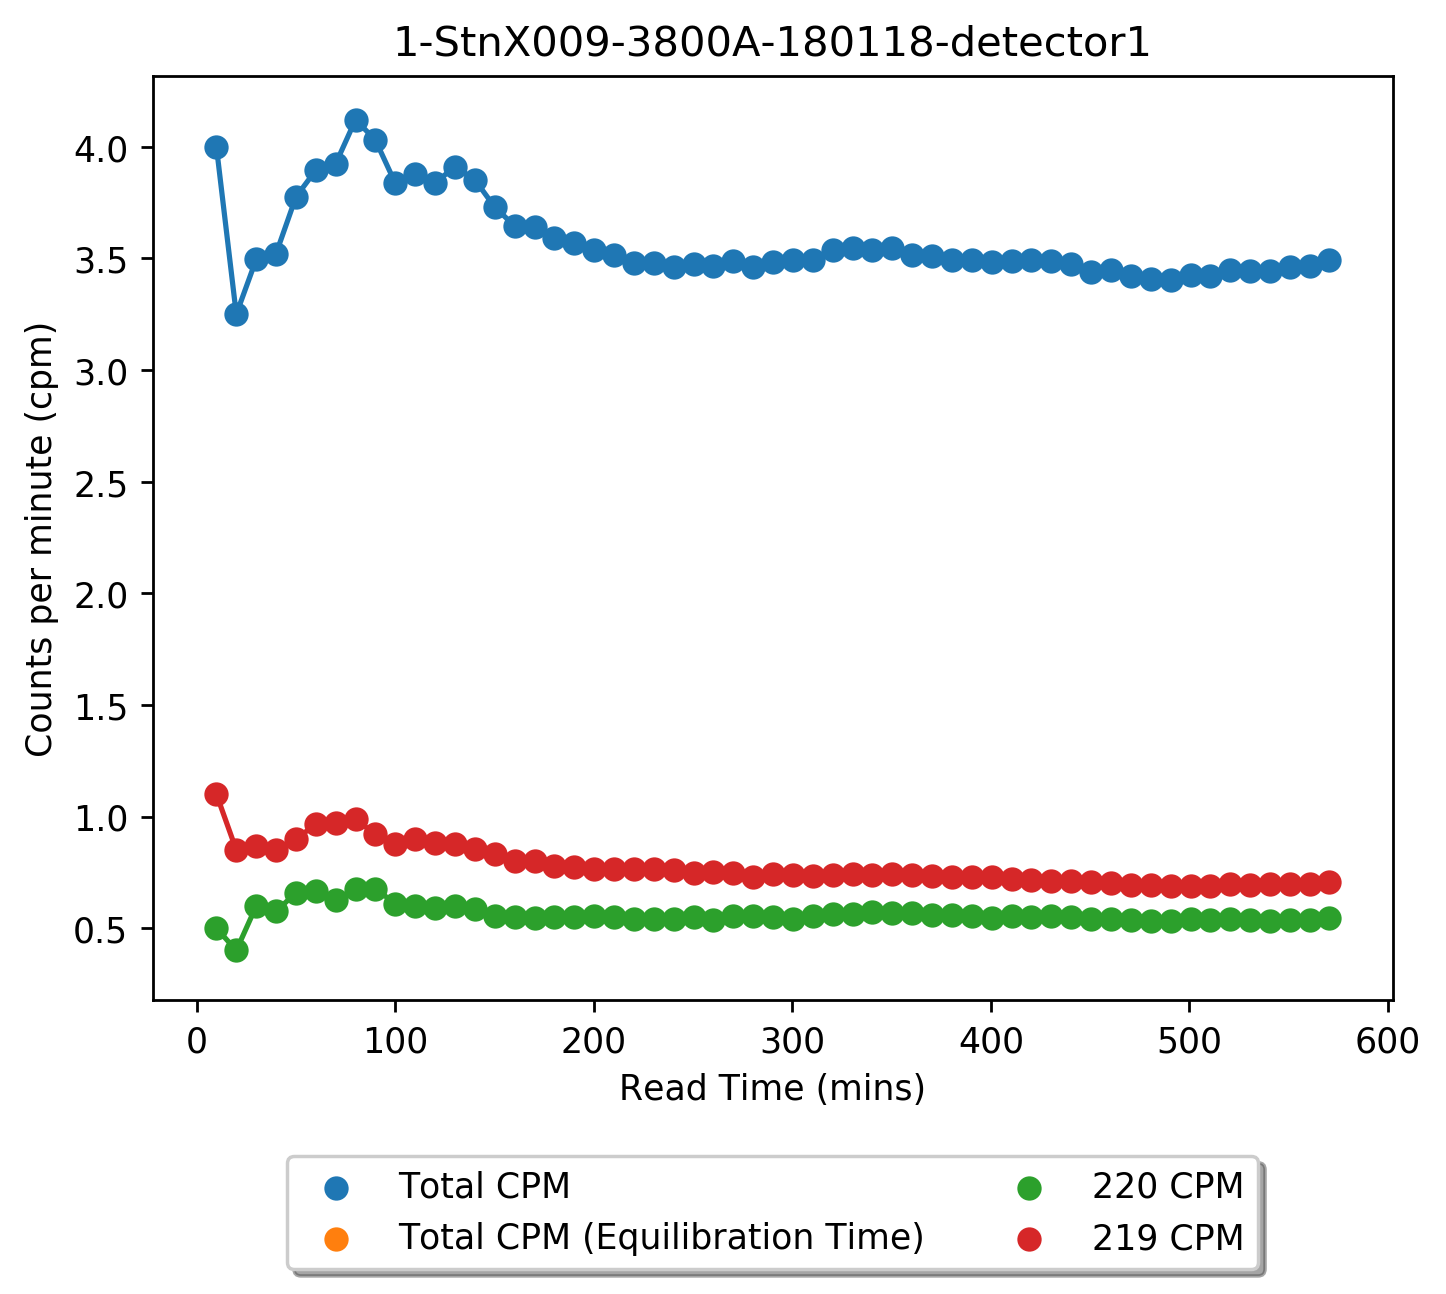 1-StnX009-3800A-180118-detector1
Counts per minute (cpm)
4.0
3.5
3.0
2.5
2.0
1.5
1.0
0.5
0 100 200 300 400 500 600
Read Time (mins)
Total CPM
Total CPM (Equilibration Time)
220 CPM
219 CPM